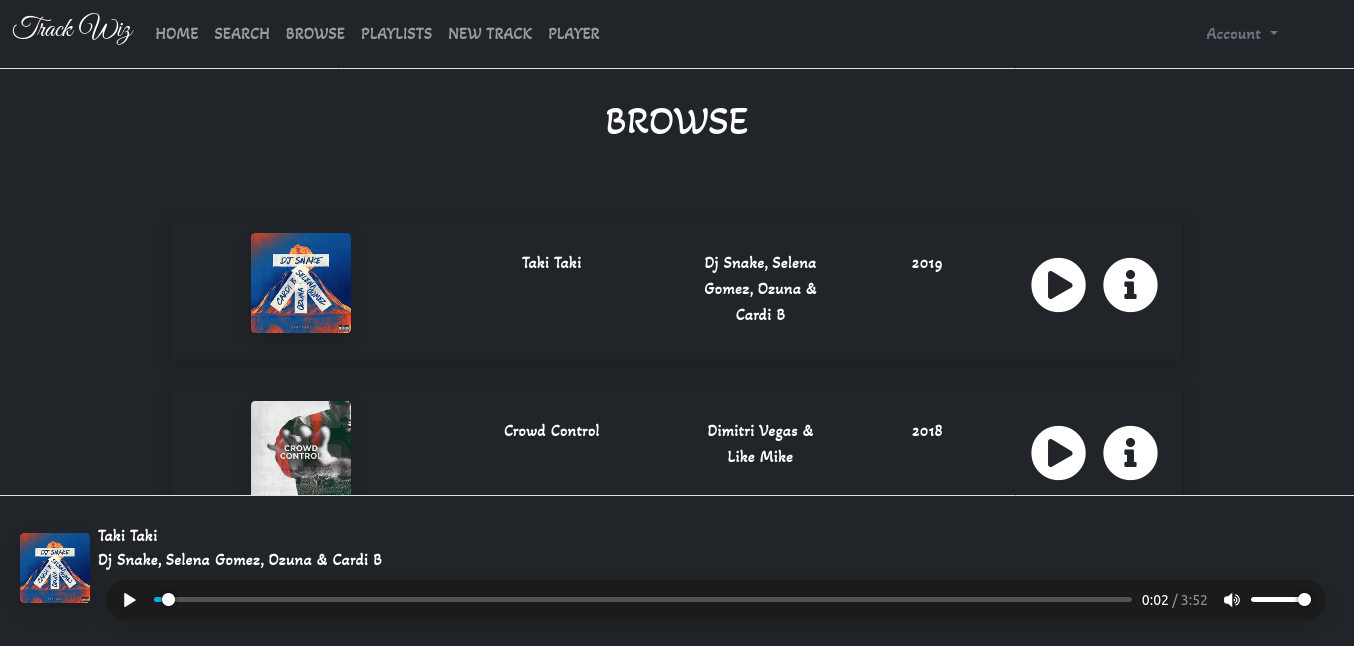 Track Wiz HOME SEARCH BROWSE PLAYLISTS NEW TRACK PLAYER Account
BROWSE
DJ SNAKE
SELENA GOMEZ
CARDI B
OZUNA
Taki Taki
Dj Snake, Selena
Gomez, Ozuna &
Cardi B
2019
CROWD
CONTROL
Crowd Control
Dimitri Vegas &
Like Mike
2018
DJ SNAKE
Taki Taki
Dj Snake, Selena Gomez, Ozuna & Cardi B
0:02 / 3:52